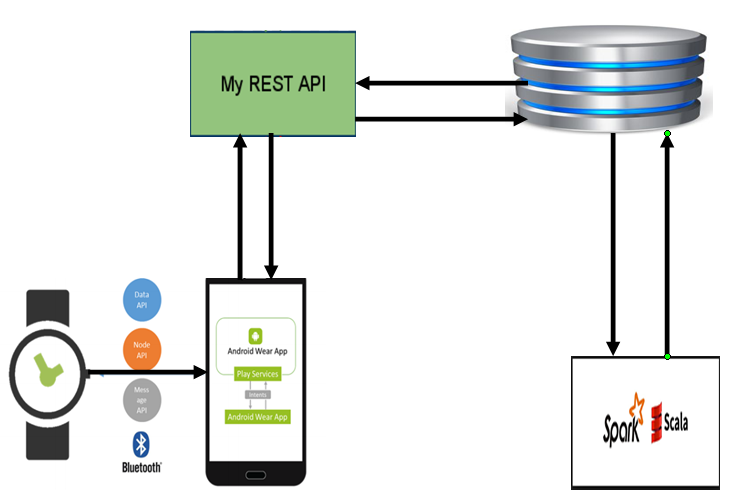 My REST API
Data
API
Node
API
Mess
age
API
Bluetooth
Android Wear App
Play Services
Intents
Android Wear App
Spark
Scala